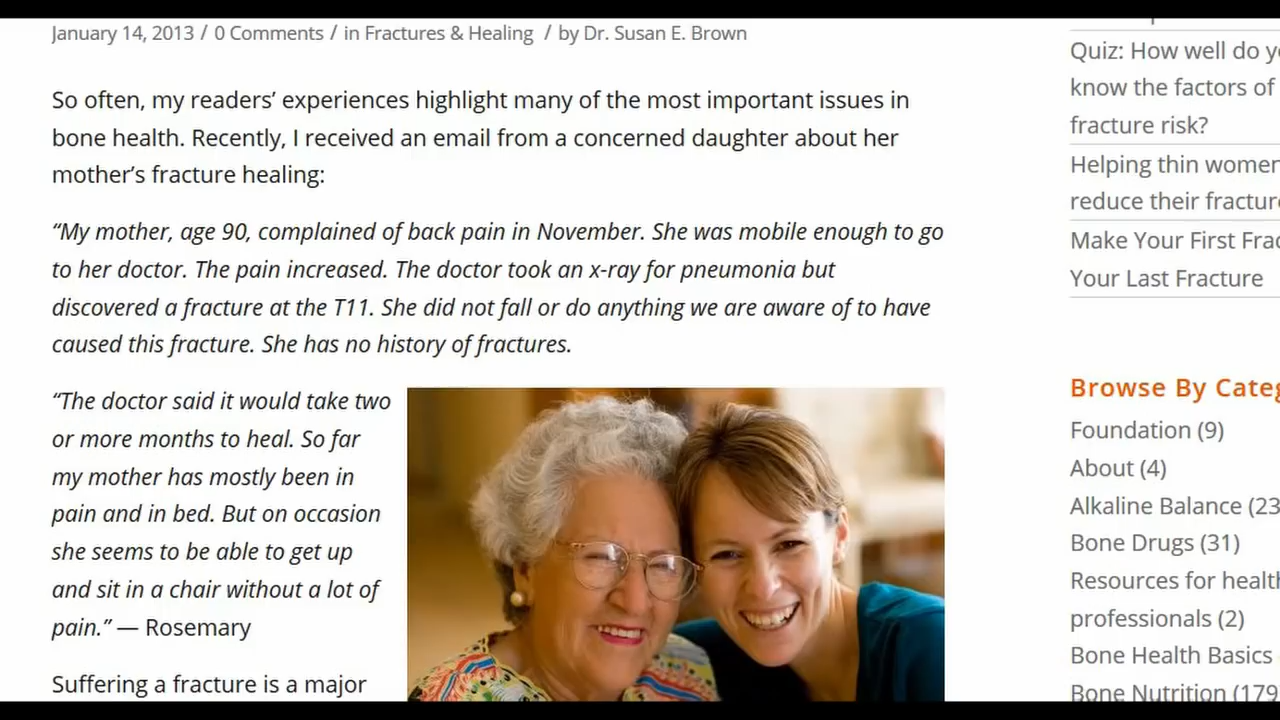 January 14, 2013 / 0 Comments / in Fractures & Healing / by Dr. Susan E. Brown
So often, my readers’ experiences highlight many of the most important issues in
bone health. Recently, I received an email from a concerned daughter about her
mother’s fracture healing:
“My mother, age 90, complained of back pain in November. She was mobile enough to go
to her doctor. The pain increased. The doctor took an x-ray for pneumonia but
discovered a fracture at the T11. She did not fall or do anything we are aware of to have
caused this fracture. She has no history of fractures.
“The doctor said it would take two
or more months to heal. So far
my mother has mostly been in
pain and in bed. But on occasion
she seems to be able to get up
and sit in a chair without a lot of
pain.” — Rosemary
Suffering a fracture is a major
Quiz: How well do
know the factors of
fracture risk?
Helping thin women
reduce their
Make Your First
Your Last Fracture
Browse By
Foundation (9)
About (4)
Alkaline Balance (23
Bone Drugs (31)
Resources for
professionals (2)
Bone Health Basics
Bone Nutrition (179